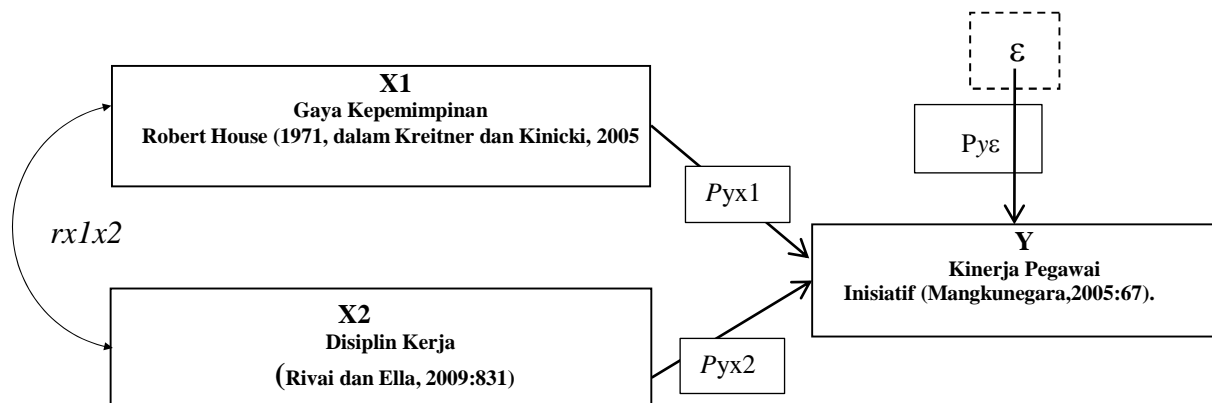 X1
Gaya Kepemimpinan
Robert House (1971, dalam Kreitner dan Kinicki, 2005
ε
Pyε
Pyx1
rx1x2
Y
Kinerja Pegawai
Inisiatif (Mangkunegara,2005:67).
X2
Disiplin Kerja
(Rivai dan Ella, 2009:831)
Pyx2